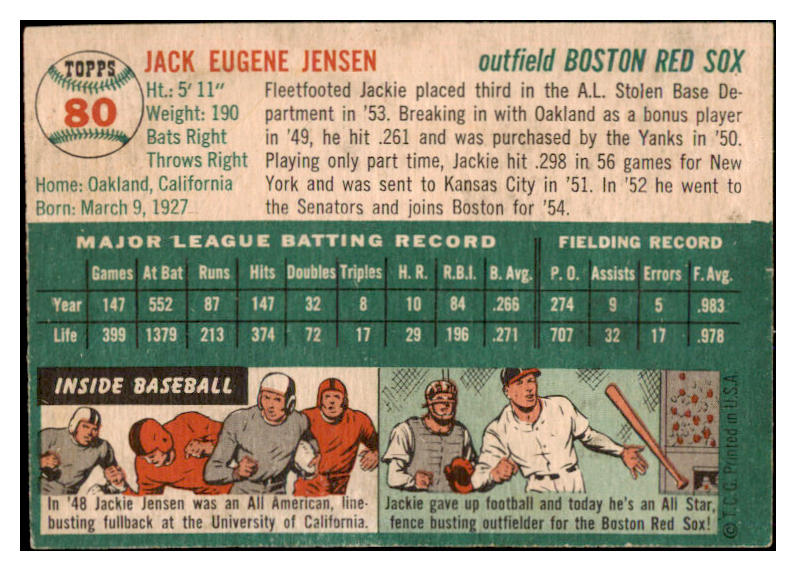 TOPPS
80
JACK EUGENE JENSEN
outfield BOSTON RED SOX
Ht.: 5' 11"
Weight: 190
Bats Right
Throws Right
Home: Oakland, California
Born: March 9, 1927
Fleetfooted Jackie placed third in the A.L. Stolen Base De-
partment in '53. Breaking in with Oakland as a bonus player
in '49, he hit .261 and was purchased by the Yanks in '50.
Playing only part time, Jackie hit .298 in 56 games for New
York and was sent to Kansas City in '51. In '52 he went to
the Senators and joins Boston for '54.
MAJOR LEAGUE BATTING RECORD
FIELDING RECORD
Games At Bat Runs Hits Doubles Triples H. R. R.B.I. B. Avg. P. O. Assists Errors F. Avg.
Year 147 552 87 147 32 8 10 84 .266 274 9 5 .983
Life 399 1379 213 374 72 17 29 196 .271 707 32 17 .978
INSIDE BASEBALL
In '48 Jackie Jensen was an All American, line-
busting fullback at the University of California.
Jackie gave up football and today he's an All Star,
fence busting outfielder for the Boston Red Sox!
© T.C.G. Printed in U.S.A.